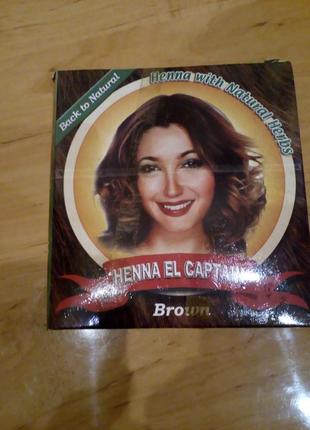 Back to Natural
Henna with Natural Herbs
HENNA EL CAPTAIN
Brown